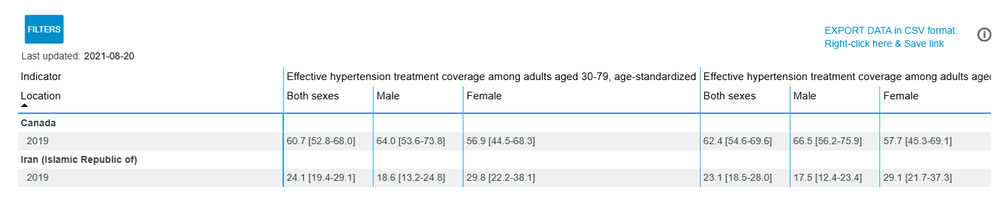 FILTERS
EXPORT DATA in CSV format:
Right-click here & Save link
Last updated: 2021-08-20
Indicator Effective hypertension treatment coverage among adults aged 30-79, age-standardized Effective hypertension treatment coverage among adults aged
Location Both sexes Male Female Both sexes Male Female
Canada
2019 60.7 [52.8-68.0] 64.0 [53.6-73.8] 56.9 [44.5-68.3] 62.4 [54.6-69.6] 66.5 [56.2-75.9] 57.7 [45.3-69.1]
Iran (Islamic Republic of)
2019 24.1 [19.4-29.1] 18.6 [13.2-24.8] 29.8 [22.2-38.1] 23.1 [18.5-28.0] 17.5 [12.4-23.4] 29.1 [21.7-37.3]